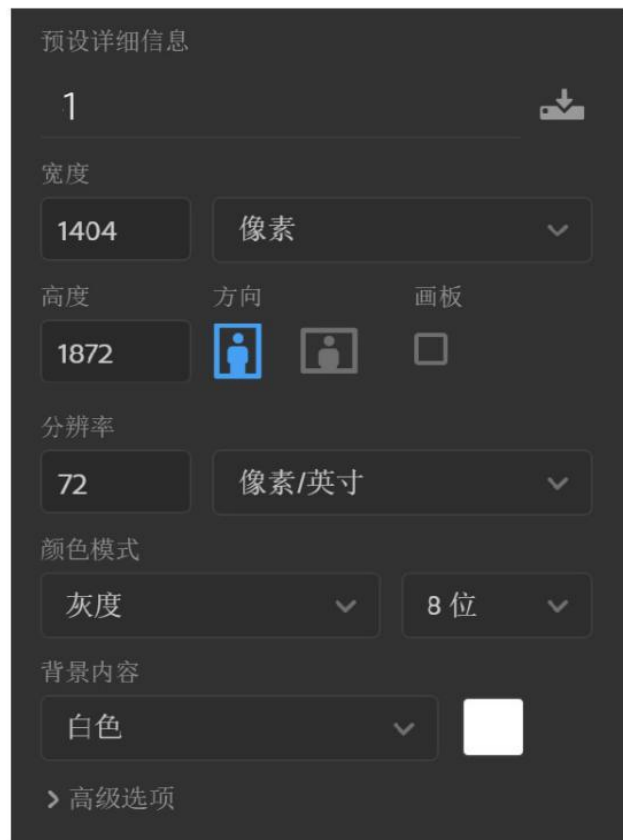 预设详细信息
1
宽度
1404 像素
高度 方向 画板
1872
分辨率
72 像素/英寸
颜色模式
灰度 8 位
背景内容
白色
高级选项